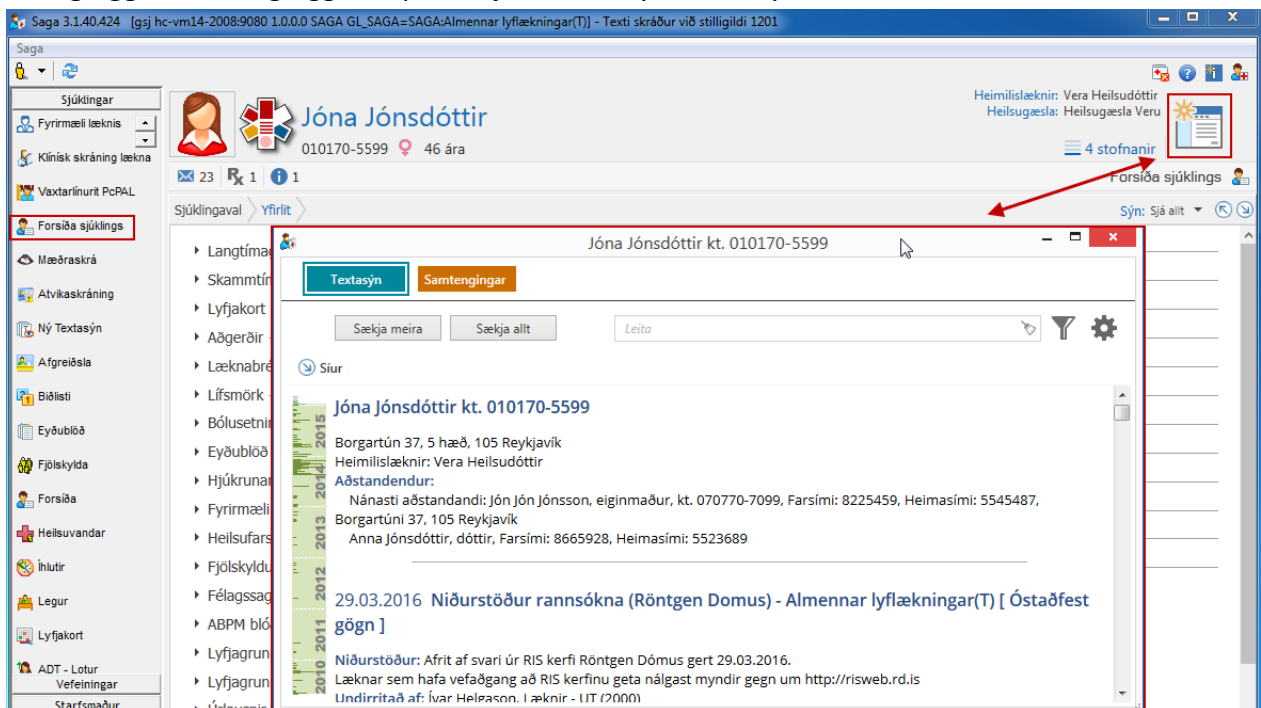 Saga 3.1.40.424 [gsj hc-vm14-2008:9080 1.0.0.0 SAGA GL_SAGA=SAGA:Almennar lyflækningar(T)] - Texti skráður við stilligildi 1201
Saga
Sjúklingar
Fyrirmæli læknis
Klínísk skráning lækna
Vaxtarlínurit PcPAL
Forsíða sjúklings
Mæðraskrá
Atvikaskráning
Ný Textasýn
Afgreiðsla
Biðlisti
Eyðublöð
Fjölskylda
Forsíða
Heilsuvandar
Íhlutir
Legur
Lyfjakort
ADT - Lotur
Vefeiningar
Starfsmaður
Jóna Jónsdóttir
010170-5599 46 ára
Heimilislæknir: Vera Heilsudóttir
Heilsugæsla: Heilsugæsla Veru
4 stofnanir
23 Rx 1 1
Forsíða sjúklings
Sjúklingaval Yfirlit
Sýn: Sjá allt
Langtíma
Skammtím
Lyfjakort
Aðgerðir
Læknabré
Lífsmörk -
Bólusetni
Eyðublöð
Hjúkruna
Fyrirmæli
Heilsufars
Fjölskyldu
Félagssag
ABPM bló
Lyfjagrun
Lyfjagrun
Jóna Jónsdóttir kt. 010170-5599
Textasýn Samtengingar
Sækja meira Sækja allt Leita
Síur
2015
2014
2013
2012
2011
2010
Jóna Jónsdóttir kt. 010170-5599
Borgartún 37, 5 hæð, 105 Reykjavík
Heimilislæknir: Vera Heilsudóttir
Aðstandendur:
Nánasti aðstandandi: Jón Jón Jónsson, eiginmaður, kt. 070770-7099, Farsími: 8225459, Heimasími: 5545487,
Borgartúni 37, 105 Reykjavík
Anna Jónsdóttir, dóttir, Farsími: 8665928, Heimasími: 5523689
29.03.2016 Niðurstöður rannsókna (Röntgen Domus) - Almennar lyflækningar(T) [ Óstaðfest
gögn ]
Niðurstöður: Afrit af svari úr RIS kerfi Röntgen Dómus gert 29.03.2016.
Læknar sem hafa vefaðgang að RIS kerfinu geta nálgast myndir gegn um http://risweb.rd.is
Undirritað af: Ívar Helgason, Læknir - UT (2000)